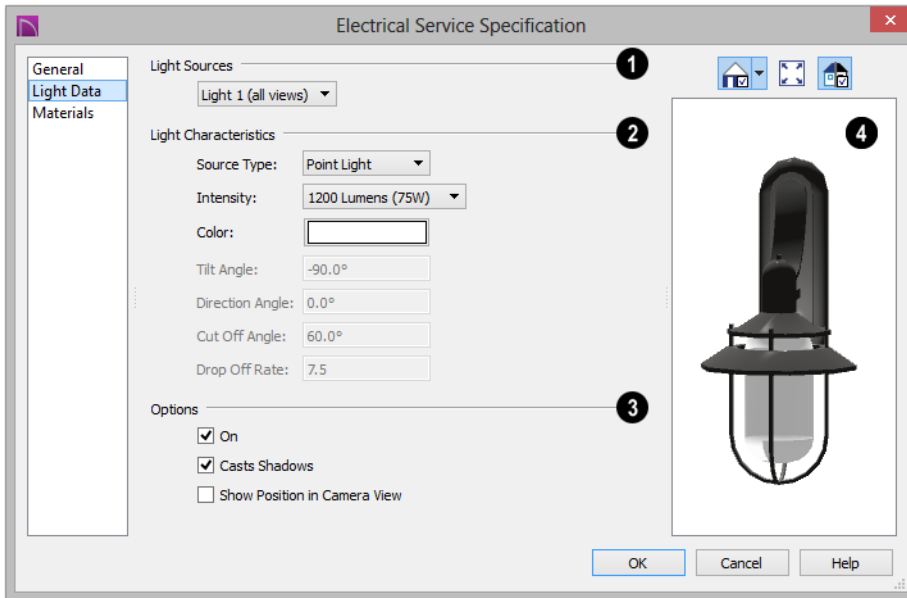 Electrical Service Specification
General
Light Data
Materials
Light Sources 1
Light 1 (all views)
Light Characteristics 2
Source Type: Point Light
Intensity: 1200 Lumens (75W)
Color:
Tilt Angle: -90.0°
Direction Angle: 0.0°
Cut Off Angle: 60.0°
Drop Off Rate: 7.5
Options 3
On
Casts Shadows
Show Position in Camera View
4
OK Cancel Help